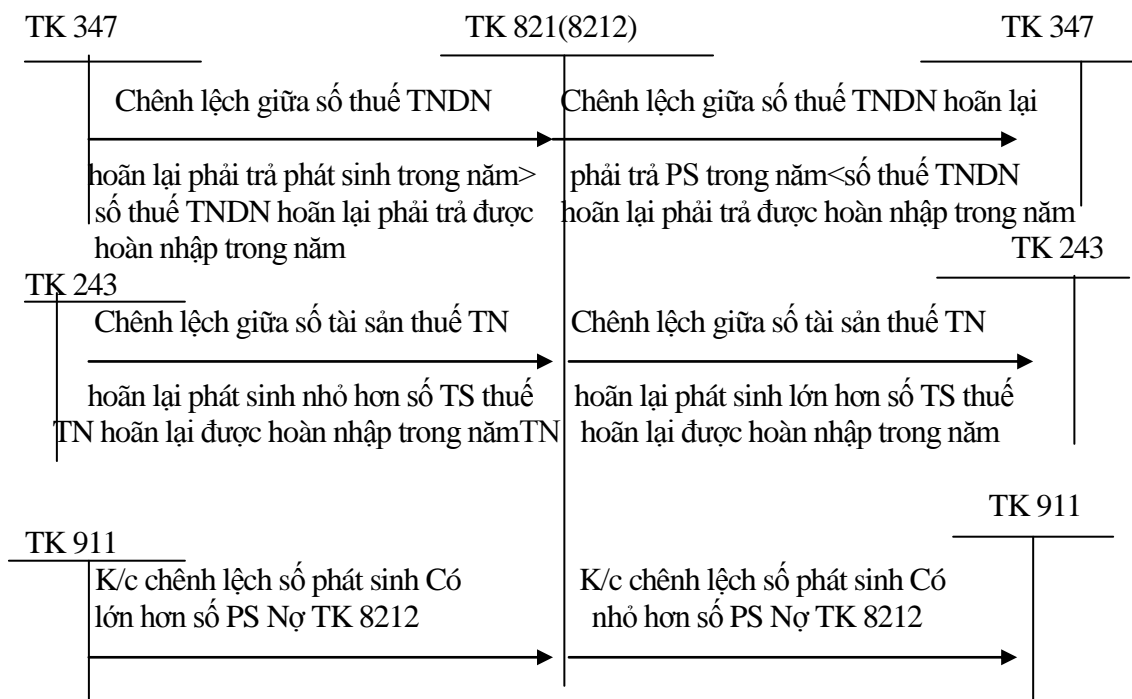 TK 347 TK 821(8212) TK 347
Chênh lệch giữa số thuế TNDN
hoãn lại phải trả phát sinh trong năm>
số thuế TNDN hoãn lại phải trả được
hoàn nhập trong năm
Chênh lệch giữa số thuế TNDN hoãn lại
phải trả PS trong năm<số thuế TNDN
hoãn lại phải trả được hoàn nhập trong năm
TK 243
TK 243
Chênh lệch giữa số tài sản thuế TN
hoãn lại phát sinh nhỏ hơn số TS thuế
TN hoãn lại được hoàn nhập trong nămTN
Chênh lệch giữa số tài sản thuế TN
hoãn lại phát sinh lớn hơn số TS thuế
hoãn lại được hoàn nhập trong năm
TK 911
TK 911
K/c chênh lệch số phát sinh Có
lớn hơn số PS Nợ TK 8212
K/c chênh lệch số phát sinh Có
nhỏ hơn số PS Nợ TK 8212